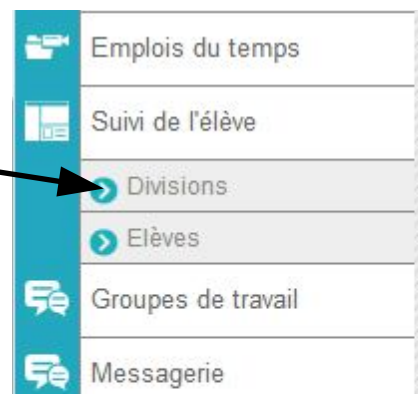 Emplois du temps
Suivi de l'élève
Divisions
Elèves
Groupes de travail
Messagerie